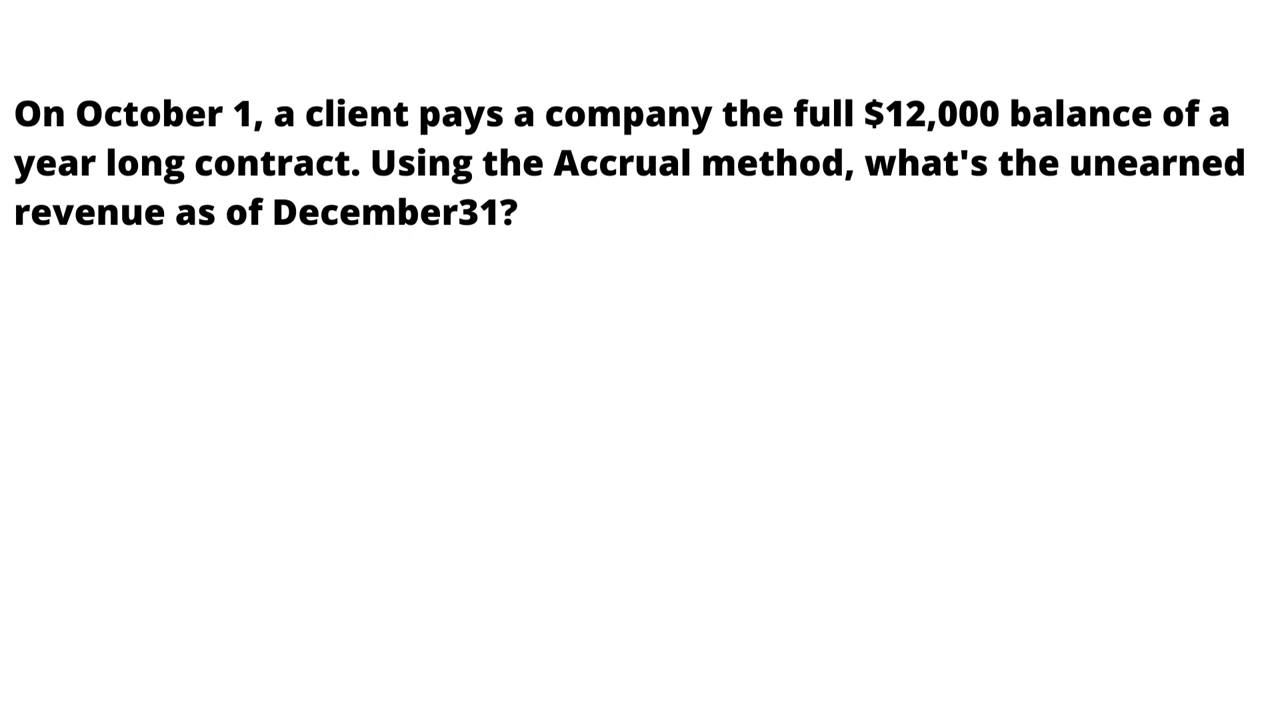 On October 1, a client pays a company the full $12,000 balance of a
year long contract. Using the Accrual method, what's the unearned
revenue as of December31?